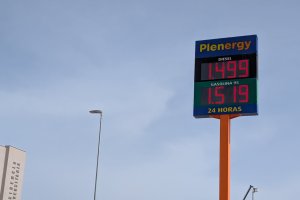 Plenergy
DIESEL
1.499
GASOLINA 95
1.519
24 HORAS